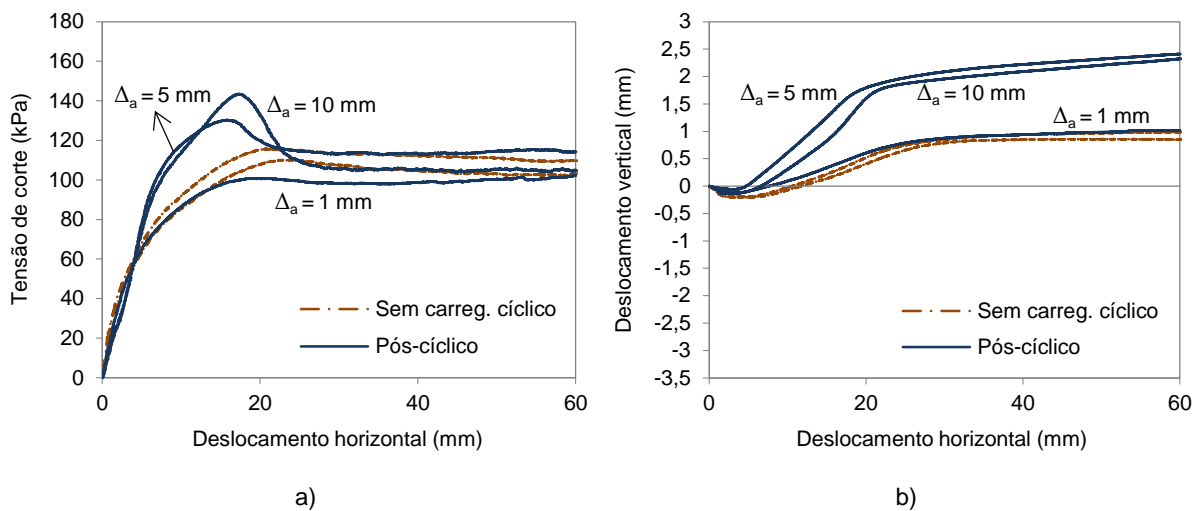 180
160
140
120
100
80
60
40
20
0
Tensão de corte (kPa)
Δa = 5 mm
Δa = 10 mm
Δa = 1 mm
Sem carreg. cíclico
Pós-cíclico
0
20
40
60
Deslocamento horizontal (mm)
a)
3
2,5
2
1,5
1
0,5
0
-0,5
-1
-1,5
-2
-2,5
-3
-3,5
Deslocamento vertical (mm)
Δa = 5 mm
Δa = 10 mm
Δa = 1 mm
Sem carreg. cíclico
Pós-cíclico
0
20
40
60
Deslocamento horizontal (mm)
b)